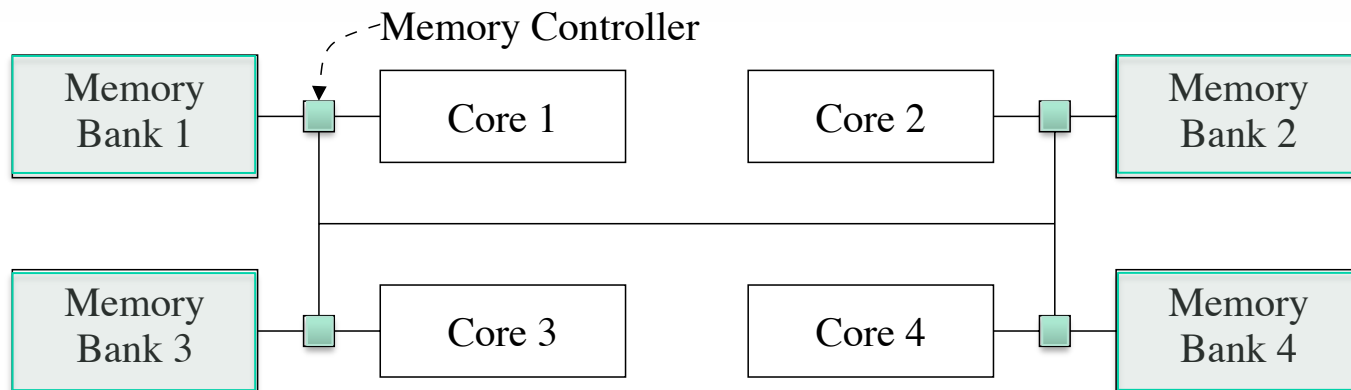 Memory Controller
Memory
Bank 1
Core 1
Core 2
Memory
Bank 2
Memory
Bank 3
Core 3
Core 4
Memory
Bank 4